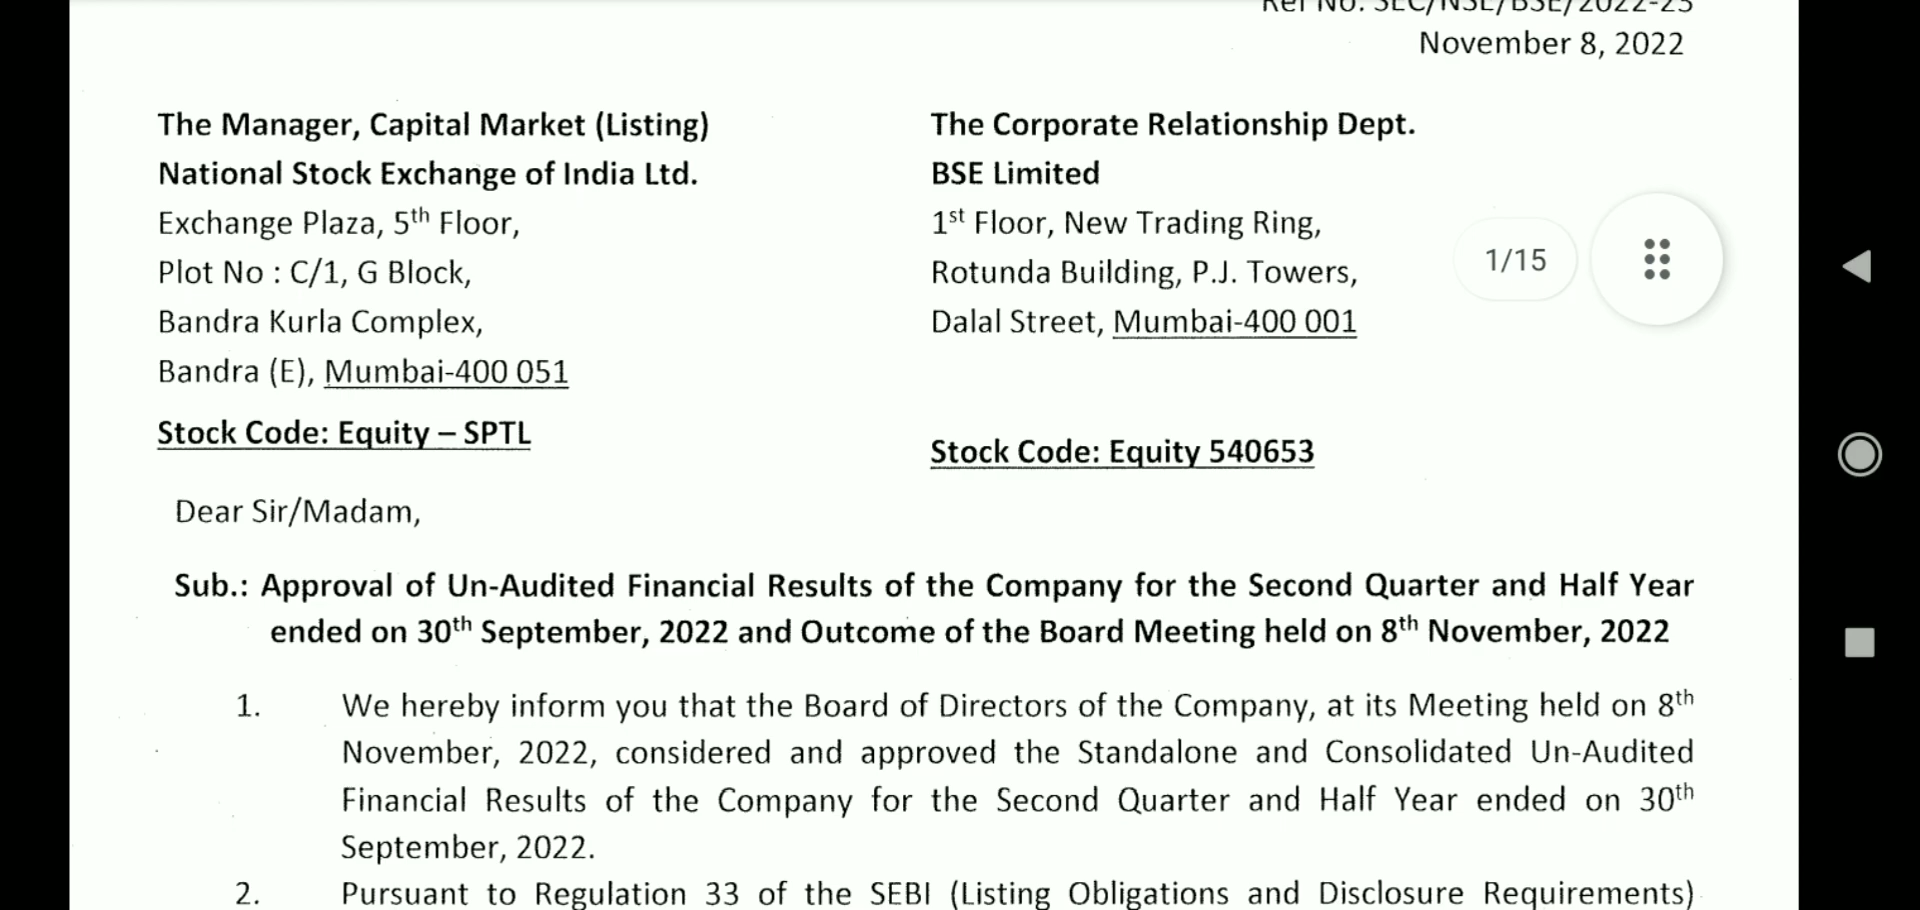 Ref No. SEC/NSE/BSE/2022-23
November 8, 2022
The Manager, Capital Market (Listing)
National Stock Exchange of India Ltd.
Exchange Plaza, 5th Floor,
Plot No : C/1, G Block,
Bandra Kurla Complex,
Bandra (E), Mumbai-400 051
Stock Code: Equity – SPTL
The Corporate Relationship Dept.
BSE Limited
1st Floor, New Trading Ring,
Rotunda Building, P.J. Towers,
Dalal Street, Mumbai-400 001
Stock Code: Equity 540653
1/15
Dear Sir/Madam,
Sub.: Approval of Un-Audited Financial Results of the Company for the Second Quarter and Half Year
ended on 30th September, 2022 and Outcome of the Board Meeting held on 8th November, 2022
1. We hereby inform you that the Board of Directors of the Company, at its Meeting held on 8th
November, 2022, considered and approved the Standalone and Consolidated Un-Audited
Financial Results of the Company for the Second Quarter and Half Year ended on 30th
September, 2022.
2. Pursuant to Regulation 33 of the SEBI (Listing Obligations and Disclosure Requirements)